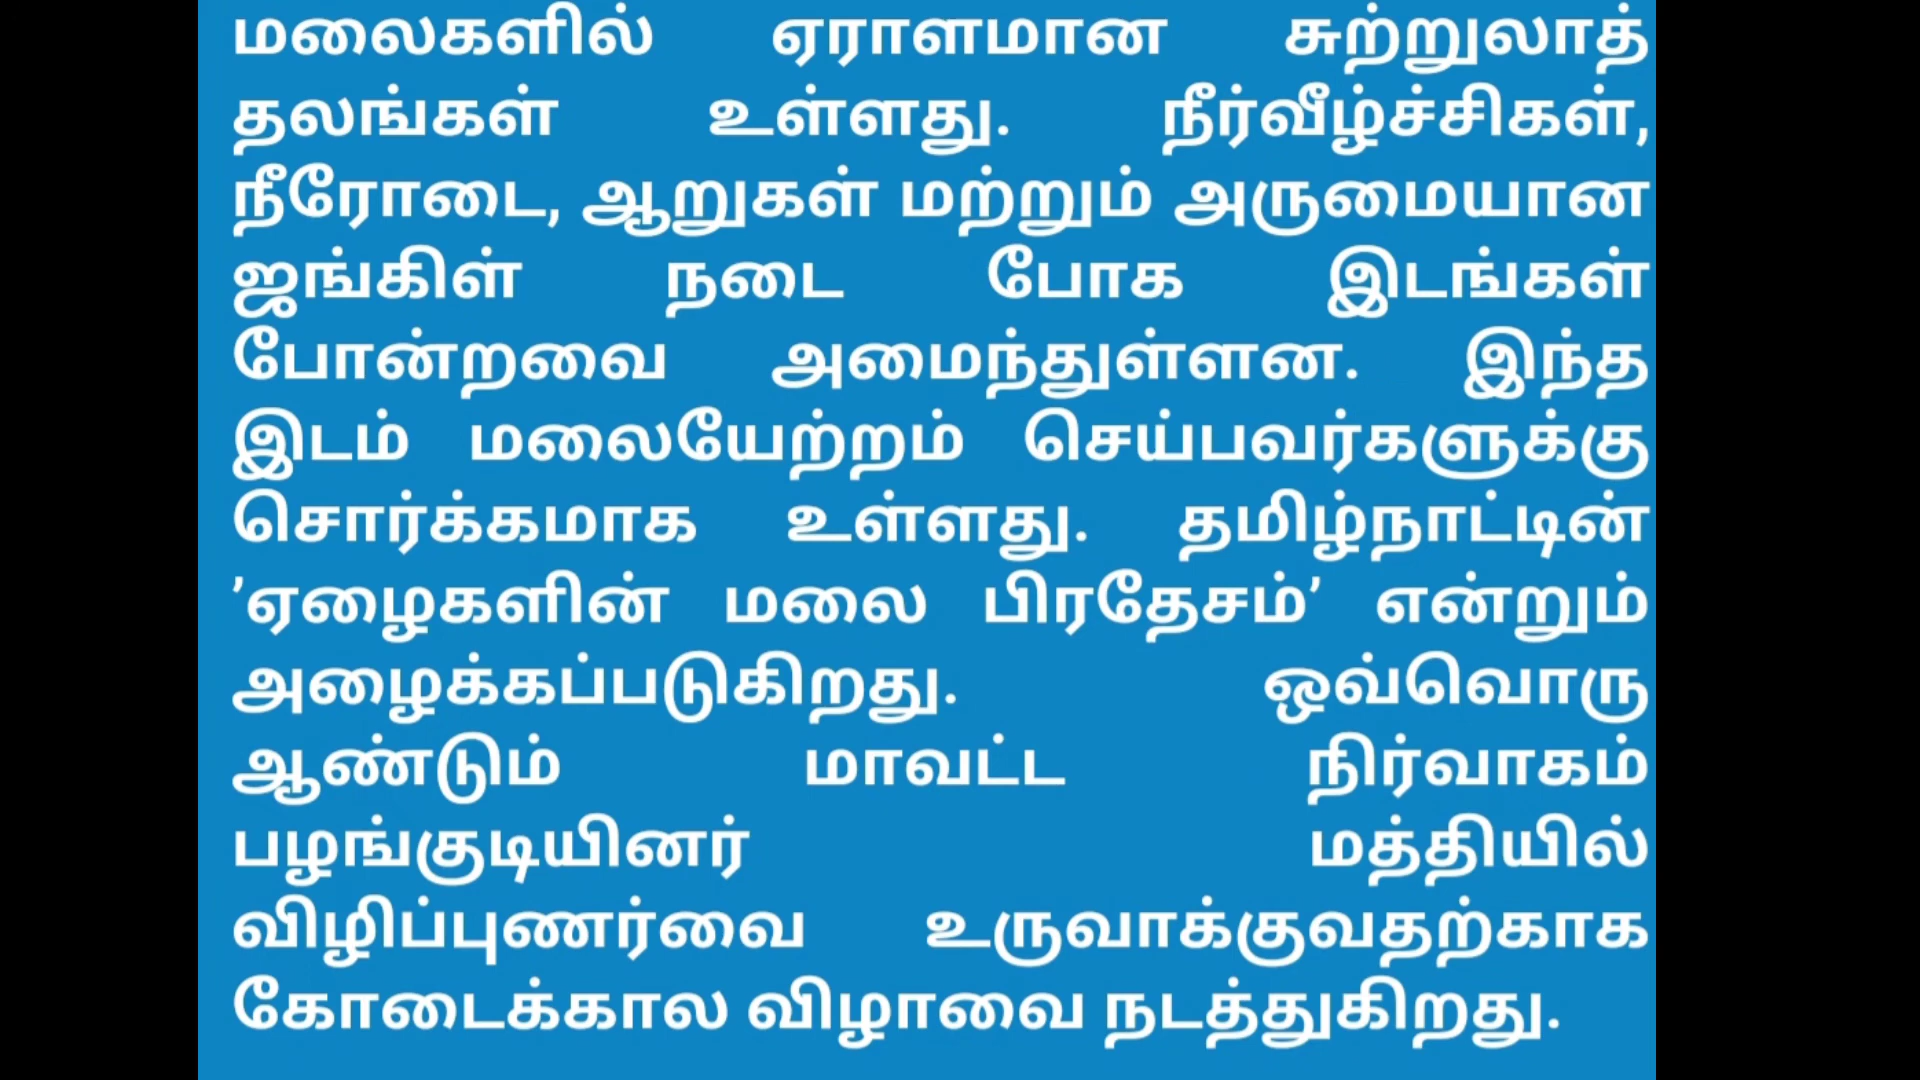 மலைகளில் ஏராளமான சுற்றுலாத்
தலங்கள் உள்ளது. நீர்வீழ்ச்சிகள்,
நீரோடை, ஆறுகள் மற்றும் அருமையான
ஜங்கிள் நடை போக இடங்கள்
போன்றவை அமைந்துள்ளன. இந்த
இடம் மலையேற்றம் செய்பவர்களுக்கு
சொர்க்கமாக உள்ளது. தமிழ்நாட்டின்
’ஏழைகளின் மலை பிரதேசம்’ என்றும்
அழைக்கப்படுகிறது. ஒவ்வொரு
ஆண்டும் மாவட்ட நிர்வாகம்
பழங்குடியினர் மத்தியில்
விழிப்புணர்வை உருவாக்குவதற்காக
கோடைக்கால விழாவை நடத்துகிறது.